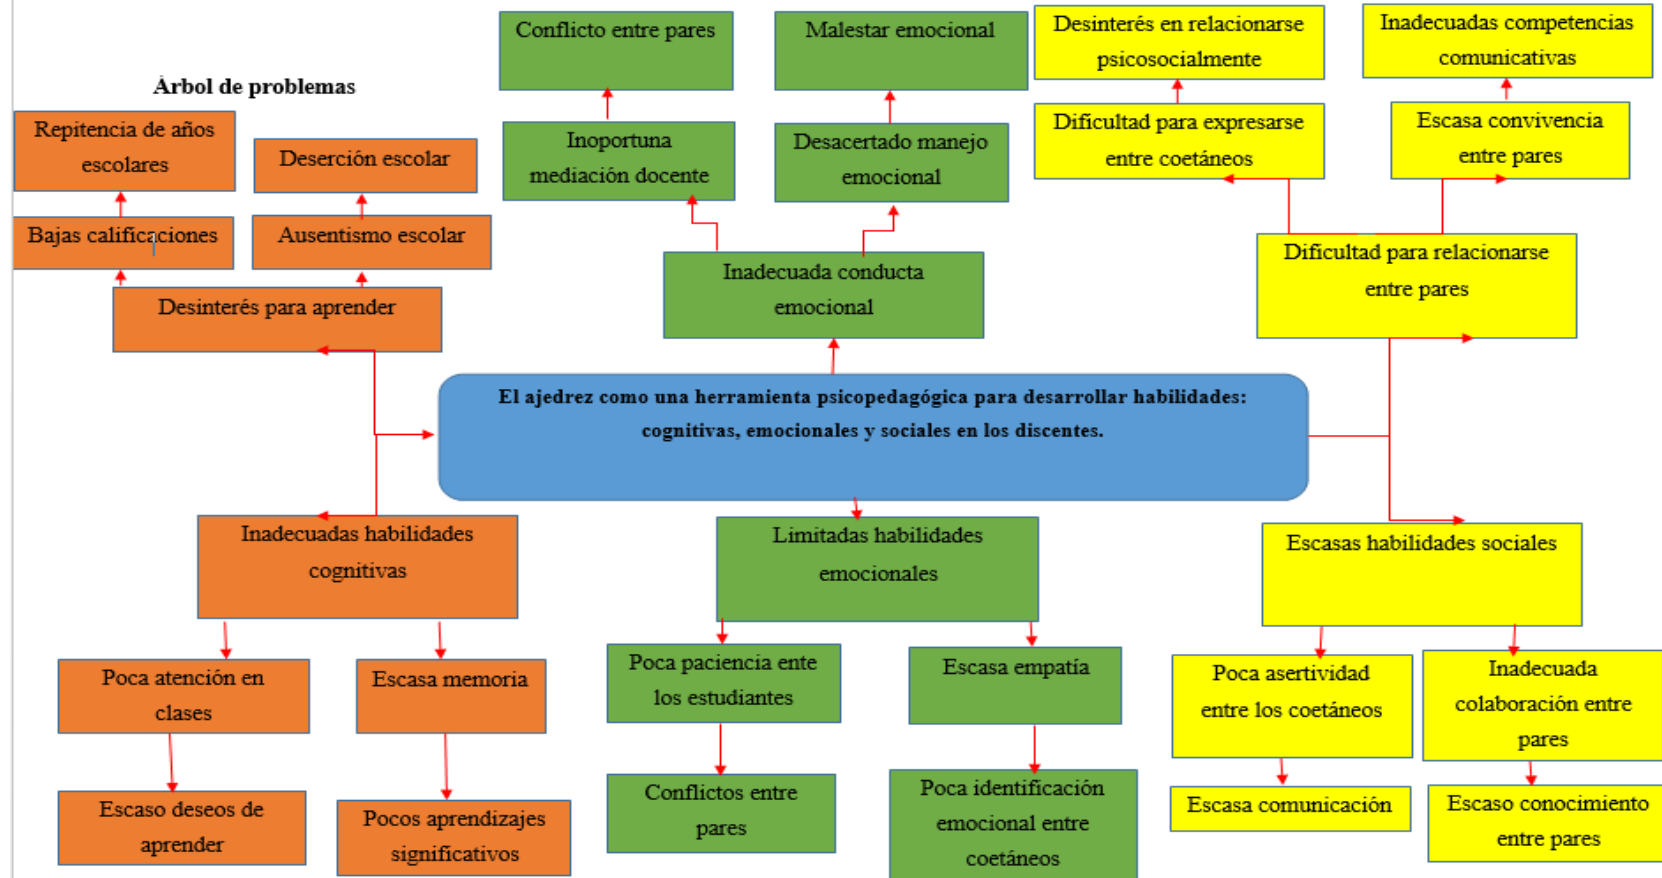 Árbol de problemas
Repitencia de años
escolares
Deserción escolar
Bajas calificaciones
Ausentismo escolar
Desinterés para aprender
Conflicto entre pares
Malestar emocional
Inoportuna
mediación docente
Desacertado manejo
emocional
Inadecuada conducta
emocional
Desinterés en relacionarse
psicosocialmente
Inadecuadas competencias
comunicativas
Dificultad para expresarse
entre coetáneos
Escasa convivencia
entre pares
Dificultad para relacionarse
entre pares
El ajedrez como una herramienta psicopedagógica para desarrollar habilidades:
cognitivas, emocionales y sociales en los discentes.
Inadecuadas habilidades
cognitivas
Poca atención en
clases
Escasa memoria
Escaso deseos de
aprender
Pocos aprendizajes
significativos
Limitadas habilidades
emocionales
Poca paciencia ente
los estudiantes
Escasa empatía
Conflictos entre
pares
Poca identificación
emocional entre
coetáneos
Escasas habilidades sociales
Poca asertividad
entre los coetáneos
Inadecuada
colaboración entre
pares
Escasa comunicación
Escaso conocimiento
entre pares